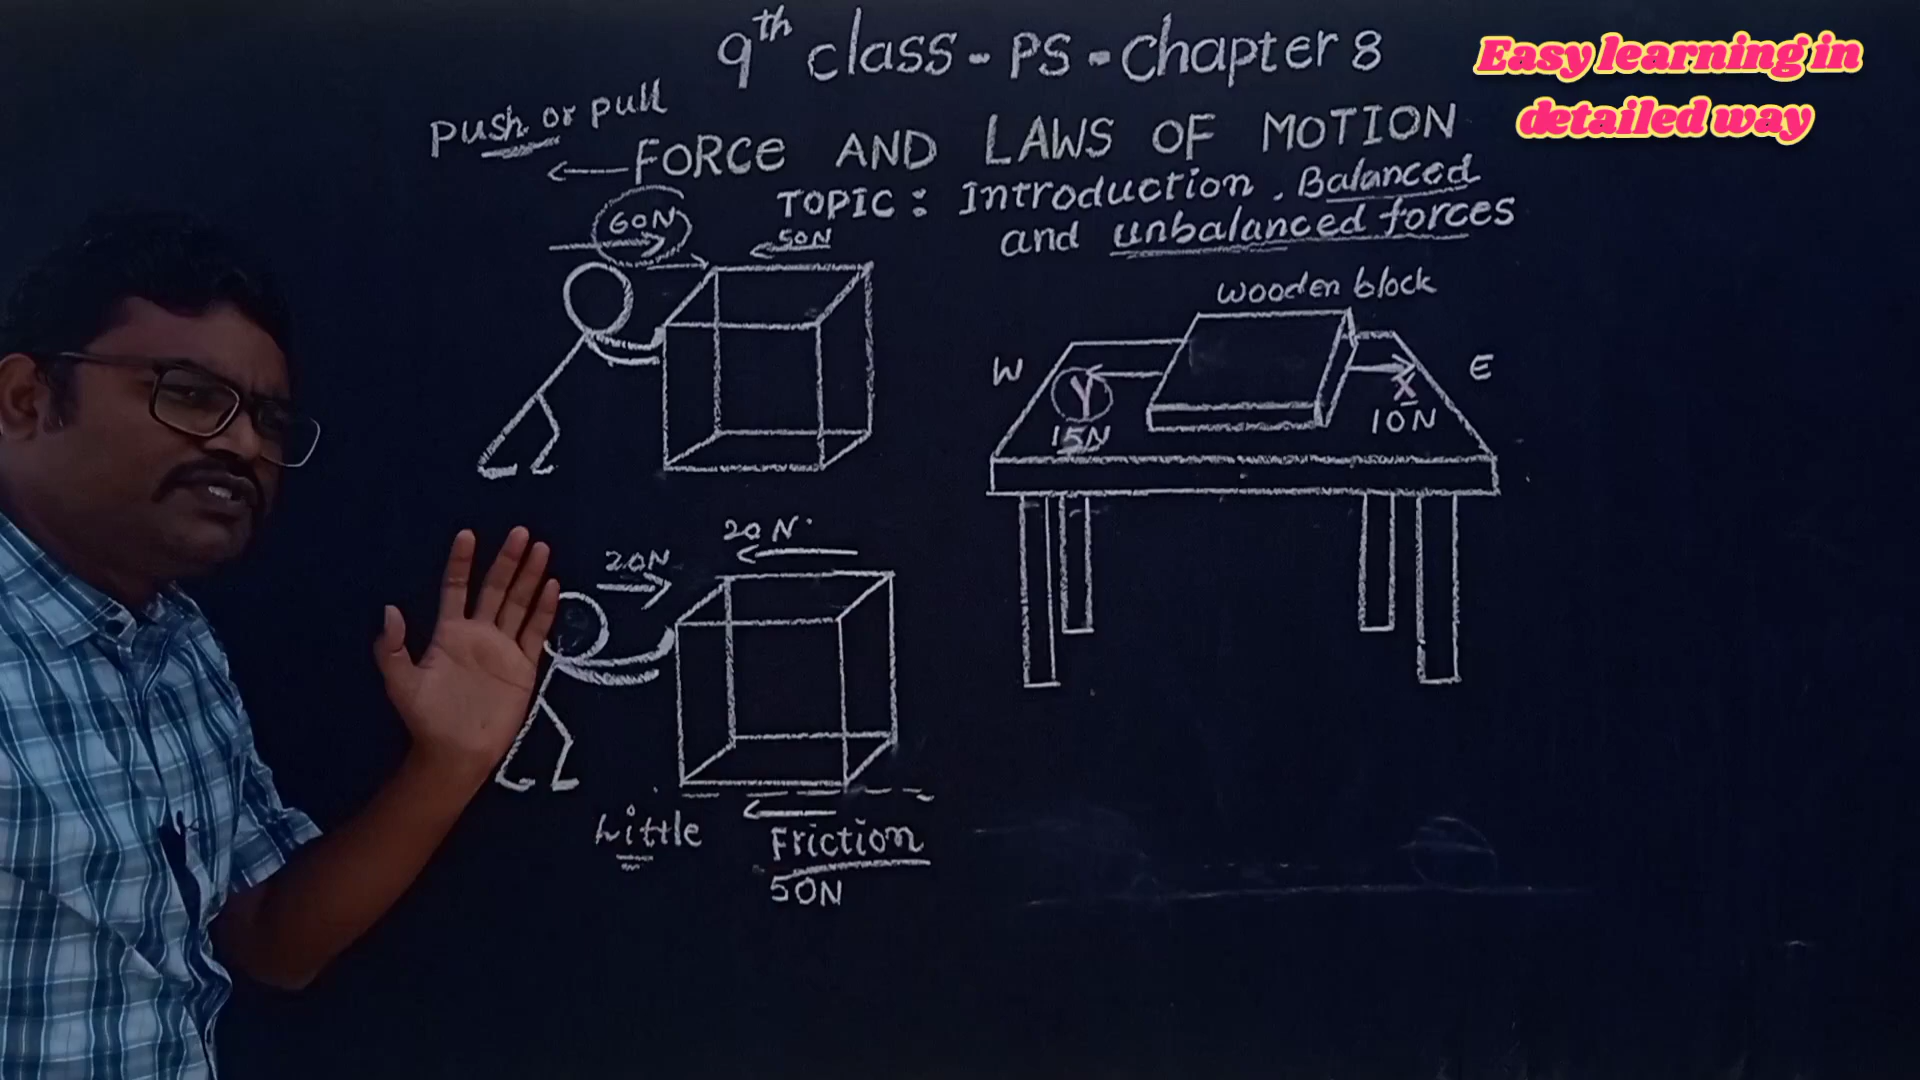 9th class - PS - Chapter 8
Easy learning in
detailed way
push or pull
FORCE AND LAWS OF MOTION
TOPIC: Introduction. Balanced
and unbalanced forces
60N
50N
wooden block
W
E
Y
X
15N
10N
20N
20N
Little
Friction
50N